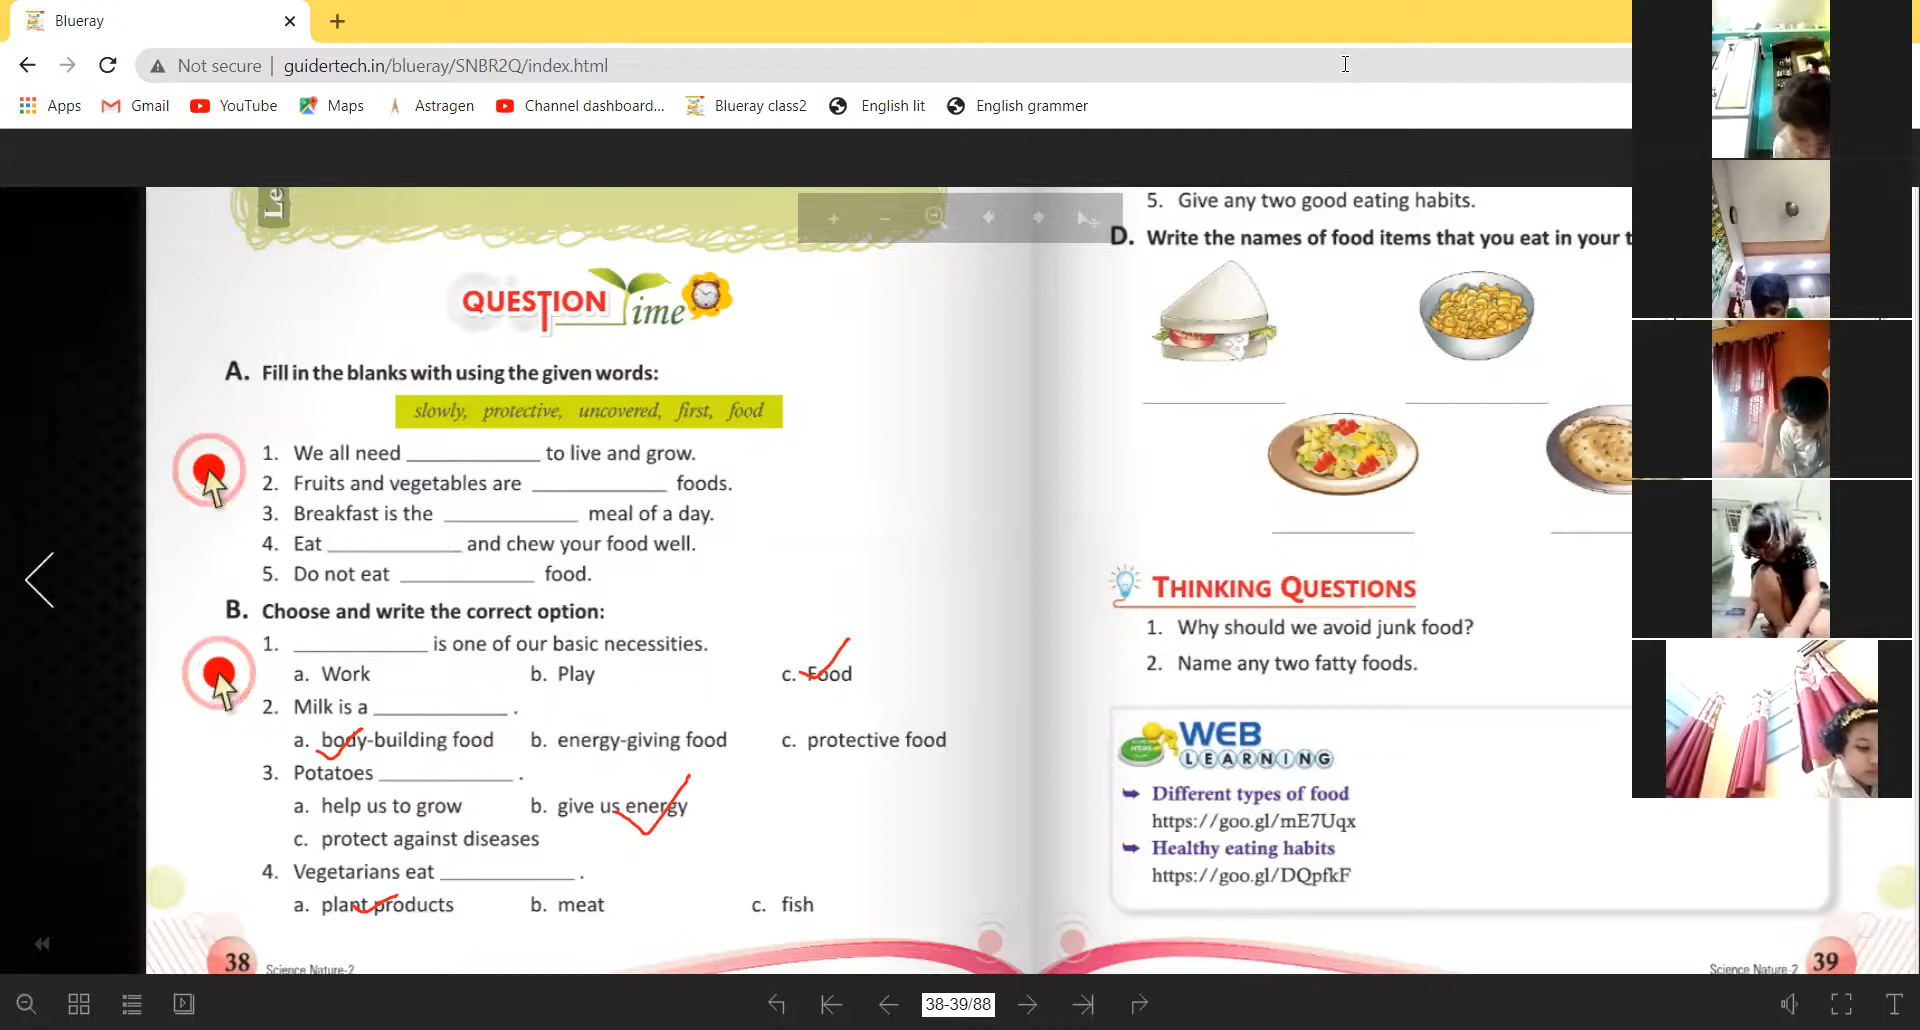 Blueray
Not secure | guidertech.in/blueray/SNBR2Q/index.html
Apps Gmail YouTube Maps Astragen Channel dashboard... Blueray class2 English lit English grammer
Le
QUESTION Time
A. Fill in the blanks with using the given words:
slowly, protective, uncovered, first, food
1. We all need ____________ to live and grow.
2. Fruits and vegetables are ____________ foods.
3. Breakfast is the ____________ meal of a day.
4. Eat ____________ and chew your food well.
5. Do not eat ____________ food.
B. Choose and write the correct option:
1. ____________ is one of our basic necessities.
a. Work b. Play c. Food
2. Milk is a ____________ .
a. body-building food b. energy-giving food c. protective food
3. Potatoes ____________ .
a. help us to grow b. give us energy
c. protect against diseases
4. Vegetarians eat ____________ .
a. plant products b. meat c. fish
38 Science Nature-2
5. Give any two good eating habits.
D. Write the names of food items that you eat in your t
THINKING QUESTIONS
1. Why should we avoid junk food?
2. Name any two fatty foods.
WEB
LEARNING
Different types of food
https://goo.gl/mE7Uqx
Healthy eating habits
https://goo.gl/DQpfkF
Science Nature-2 39
38-39/88
T